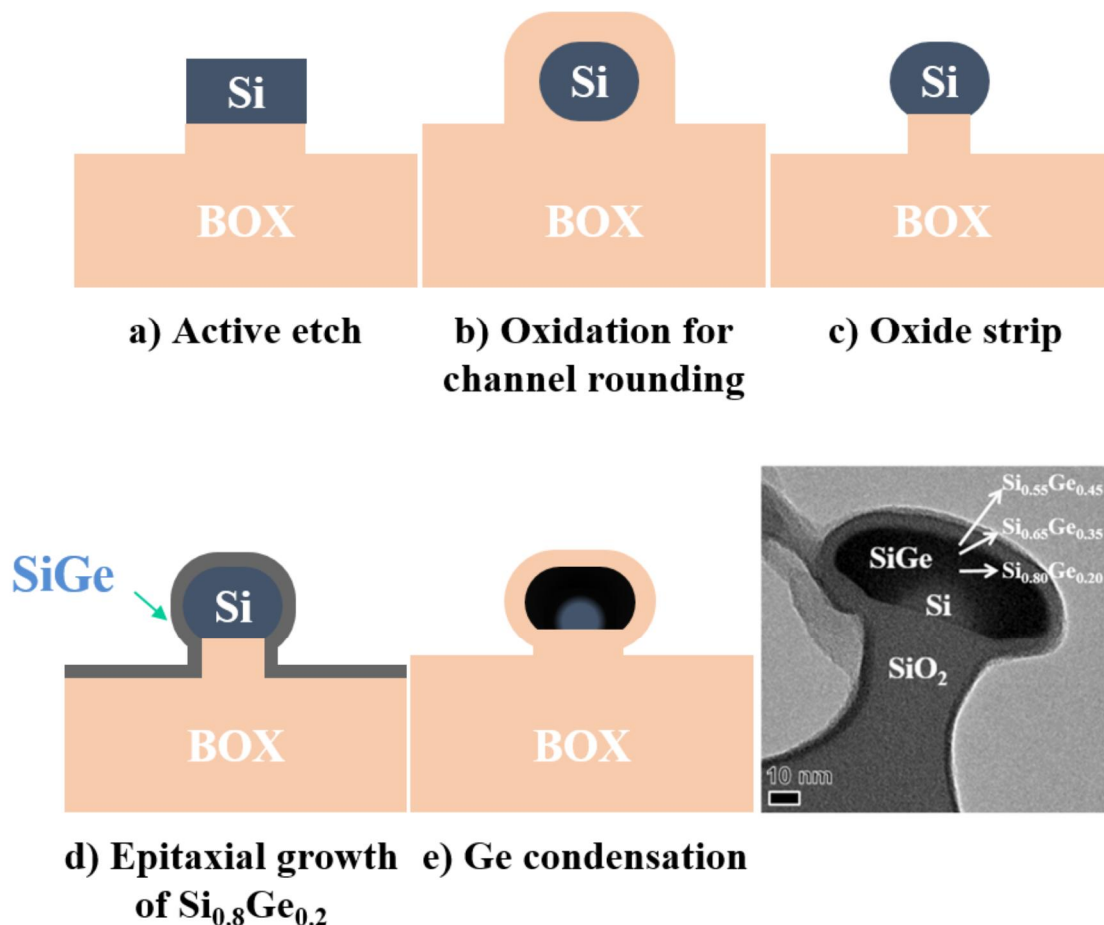 Si
BOX
a) Active etch
Si
b) Oxidation for
channel rounding
Si
BOX
c) Oxide strip
BOX
SiGe
Si
BOX
d) Epitaxial growth
of Si₀.₈Ge₀.₂
BOX
e) Ge condensation
Si₀.₅₅Ge₀.₄₅
Si₀.₆₅Ge₀.₃₅
Si₀.₈₀Ge₀.₂₀
SiGe
Si
SiO₂
10 nm